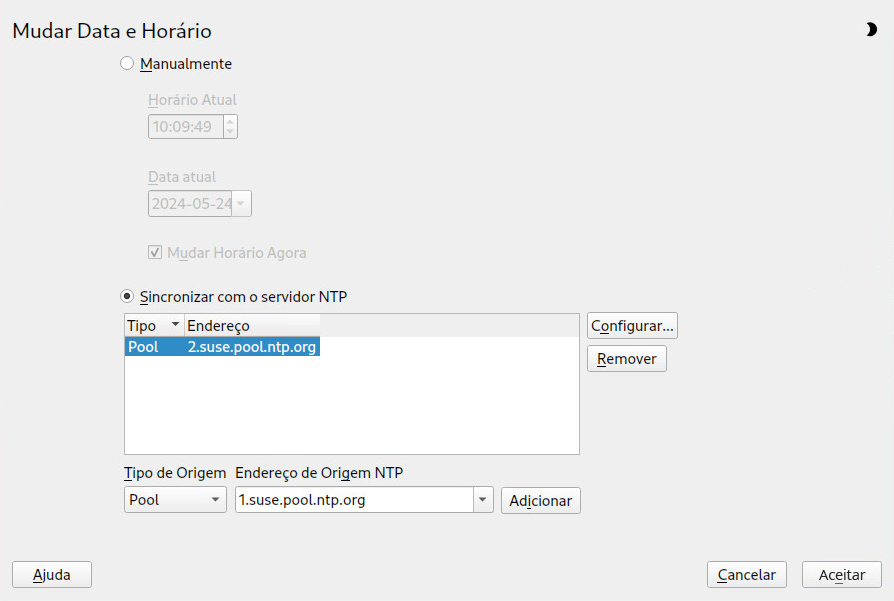 Mudar Data e Horário
Manualmente
Horário Atual
10:09:49
Data atual
2024-05-24
Mudar Horário Agora
Sincronizar com o servidor NTP
Tipo Endereço
Pool 2.suse.pool.ntp.org
Configurar...
Remover
Tipo de Origem Endereço de Origem NTP
Pool 1.suse.pool.ntp.org Adicionar
Ajuda Cancelar Aceitar